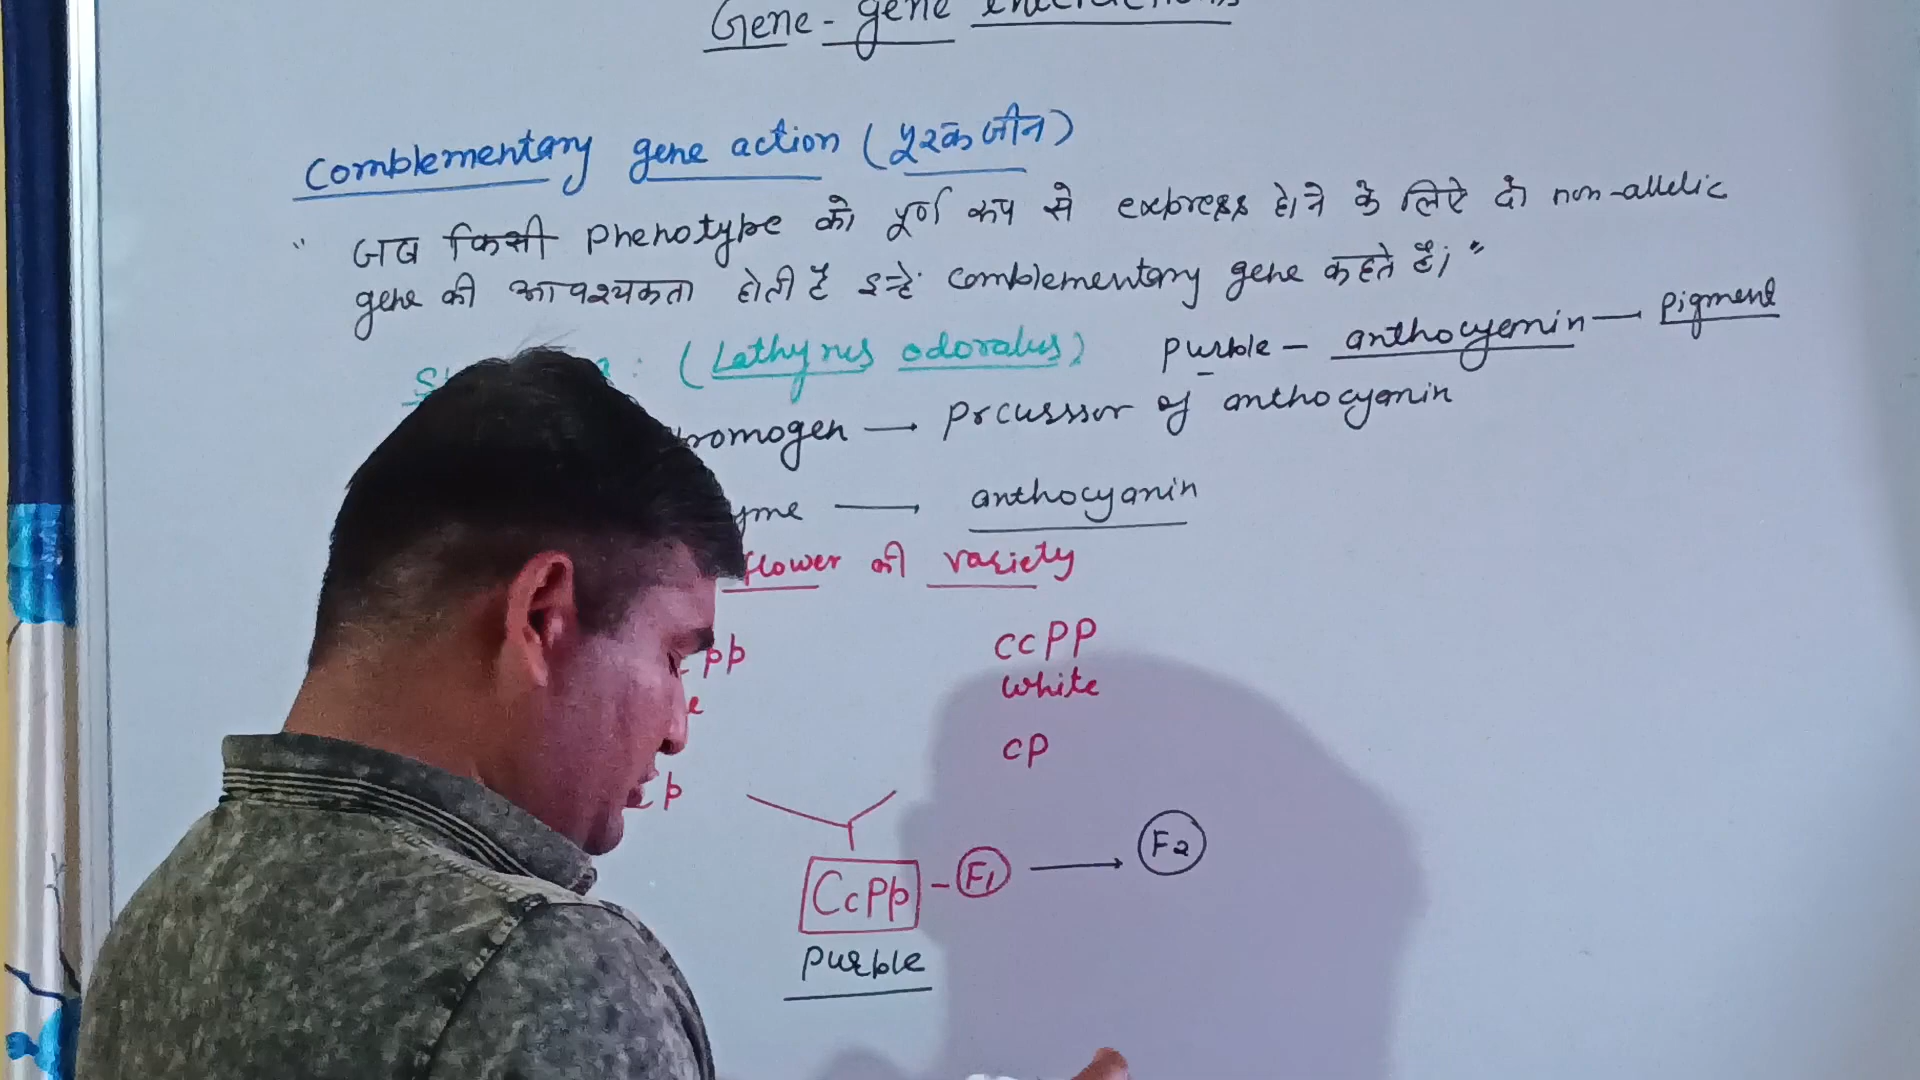 Gene - gene interactions
Complementary gene action (पूरक जीन)
" जब किसी Phenotype को पूर्ण रूप से express होने के लिऐ दो non-allelic
gene की आवश्यकता होती हैं इन्हे complementary gene कहते हैं। "
(Lathyrus odoratus) purple - anthocyanin — pigment
romogen → prcussor of anthocyanin
yme → anthocyanin
flower की variety
pp ccPP
e white
p cP
CcPp - F1 → F2
purple